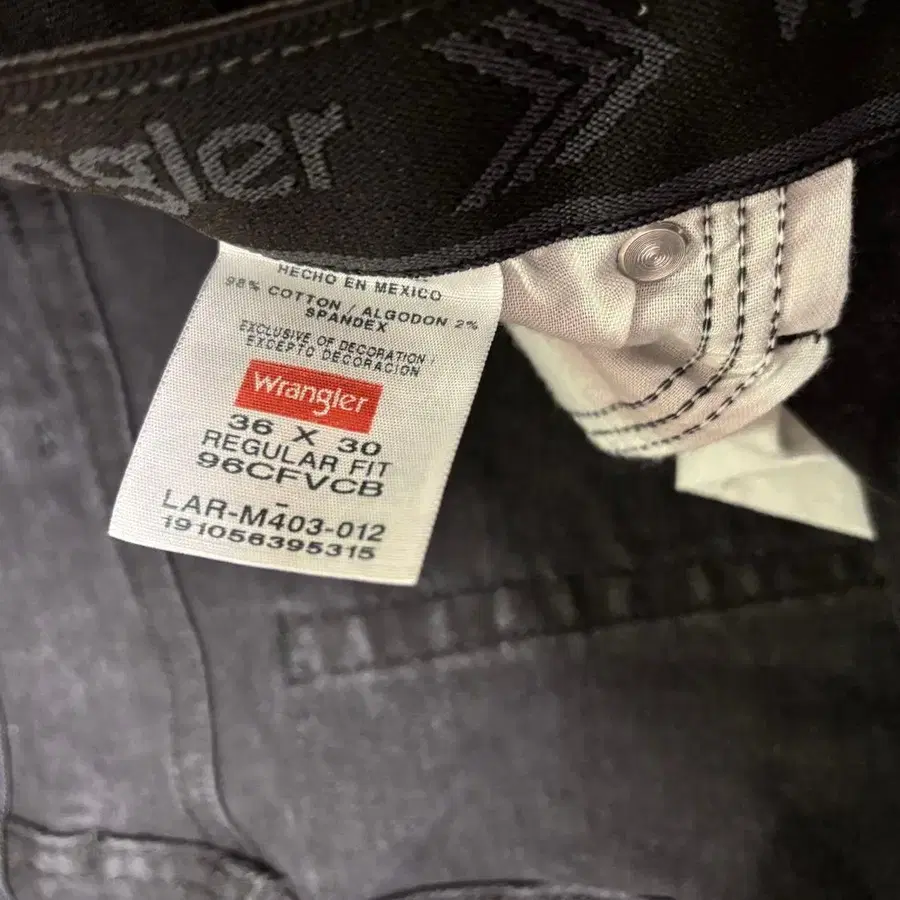 ngler
HECHO EN MEXICO
98% COTTON / ALGODON 2%
SPANDEX
EXCLUSIVE OF DECORATION /
EXCEPTO DECORACION
Wrangler
36 X 30
REGULAR FIT
96CFVCB
-
LAR-M403-012
191056395315